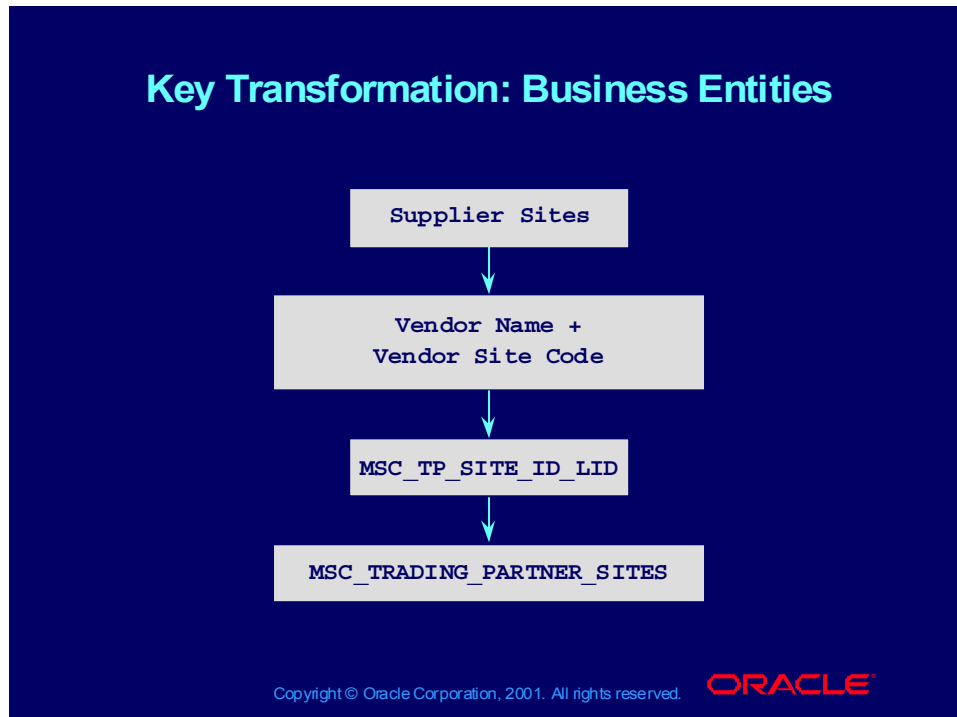 Key Transformation: Business Entities
Supplier Sites
Vendor Name +
Vendor Site Code
MSC_TP_SITE_ID_LID
MSC_TRADING_PARTNER_SITES
Copyright © Oracle Corporation, 2001. All rights reserved.
ORACLE